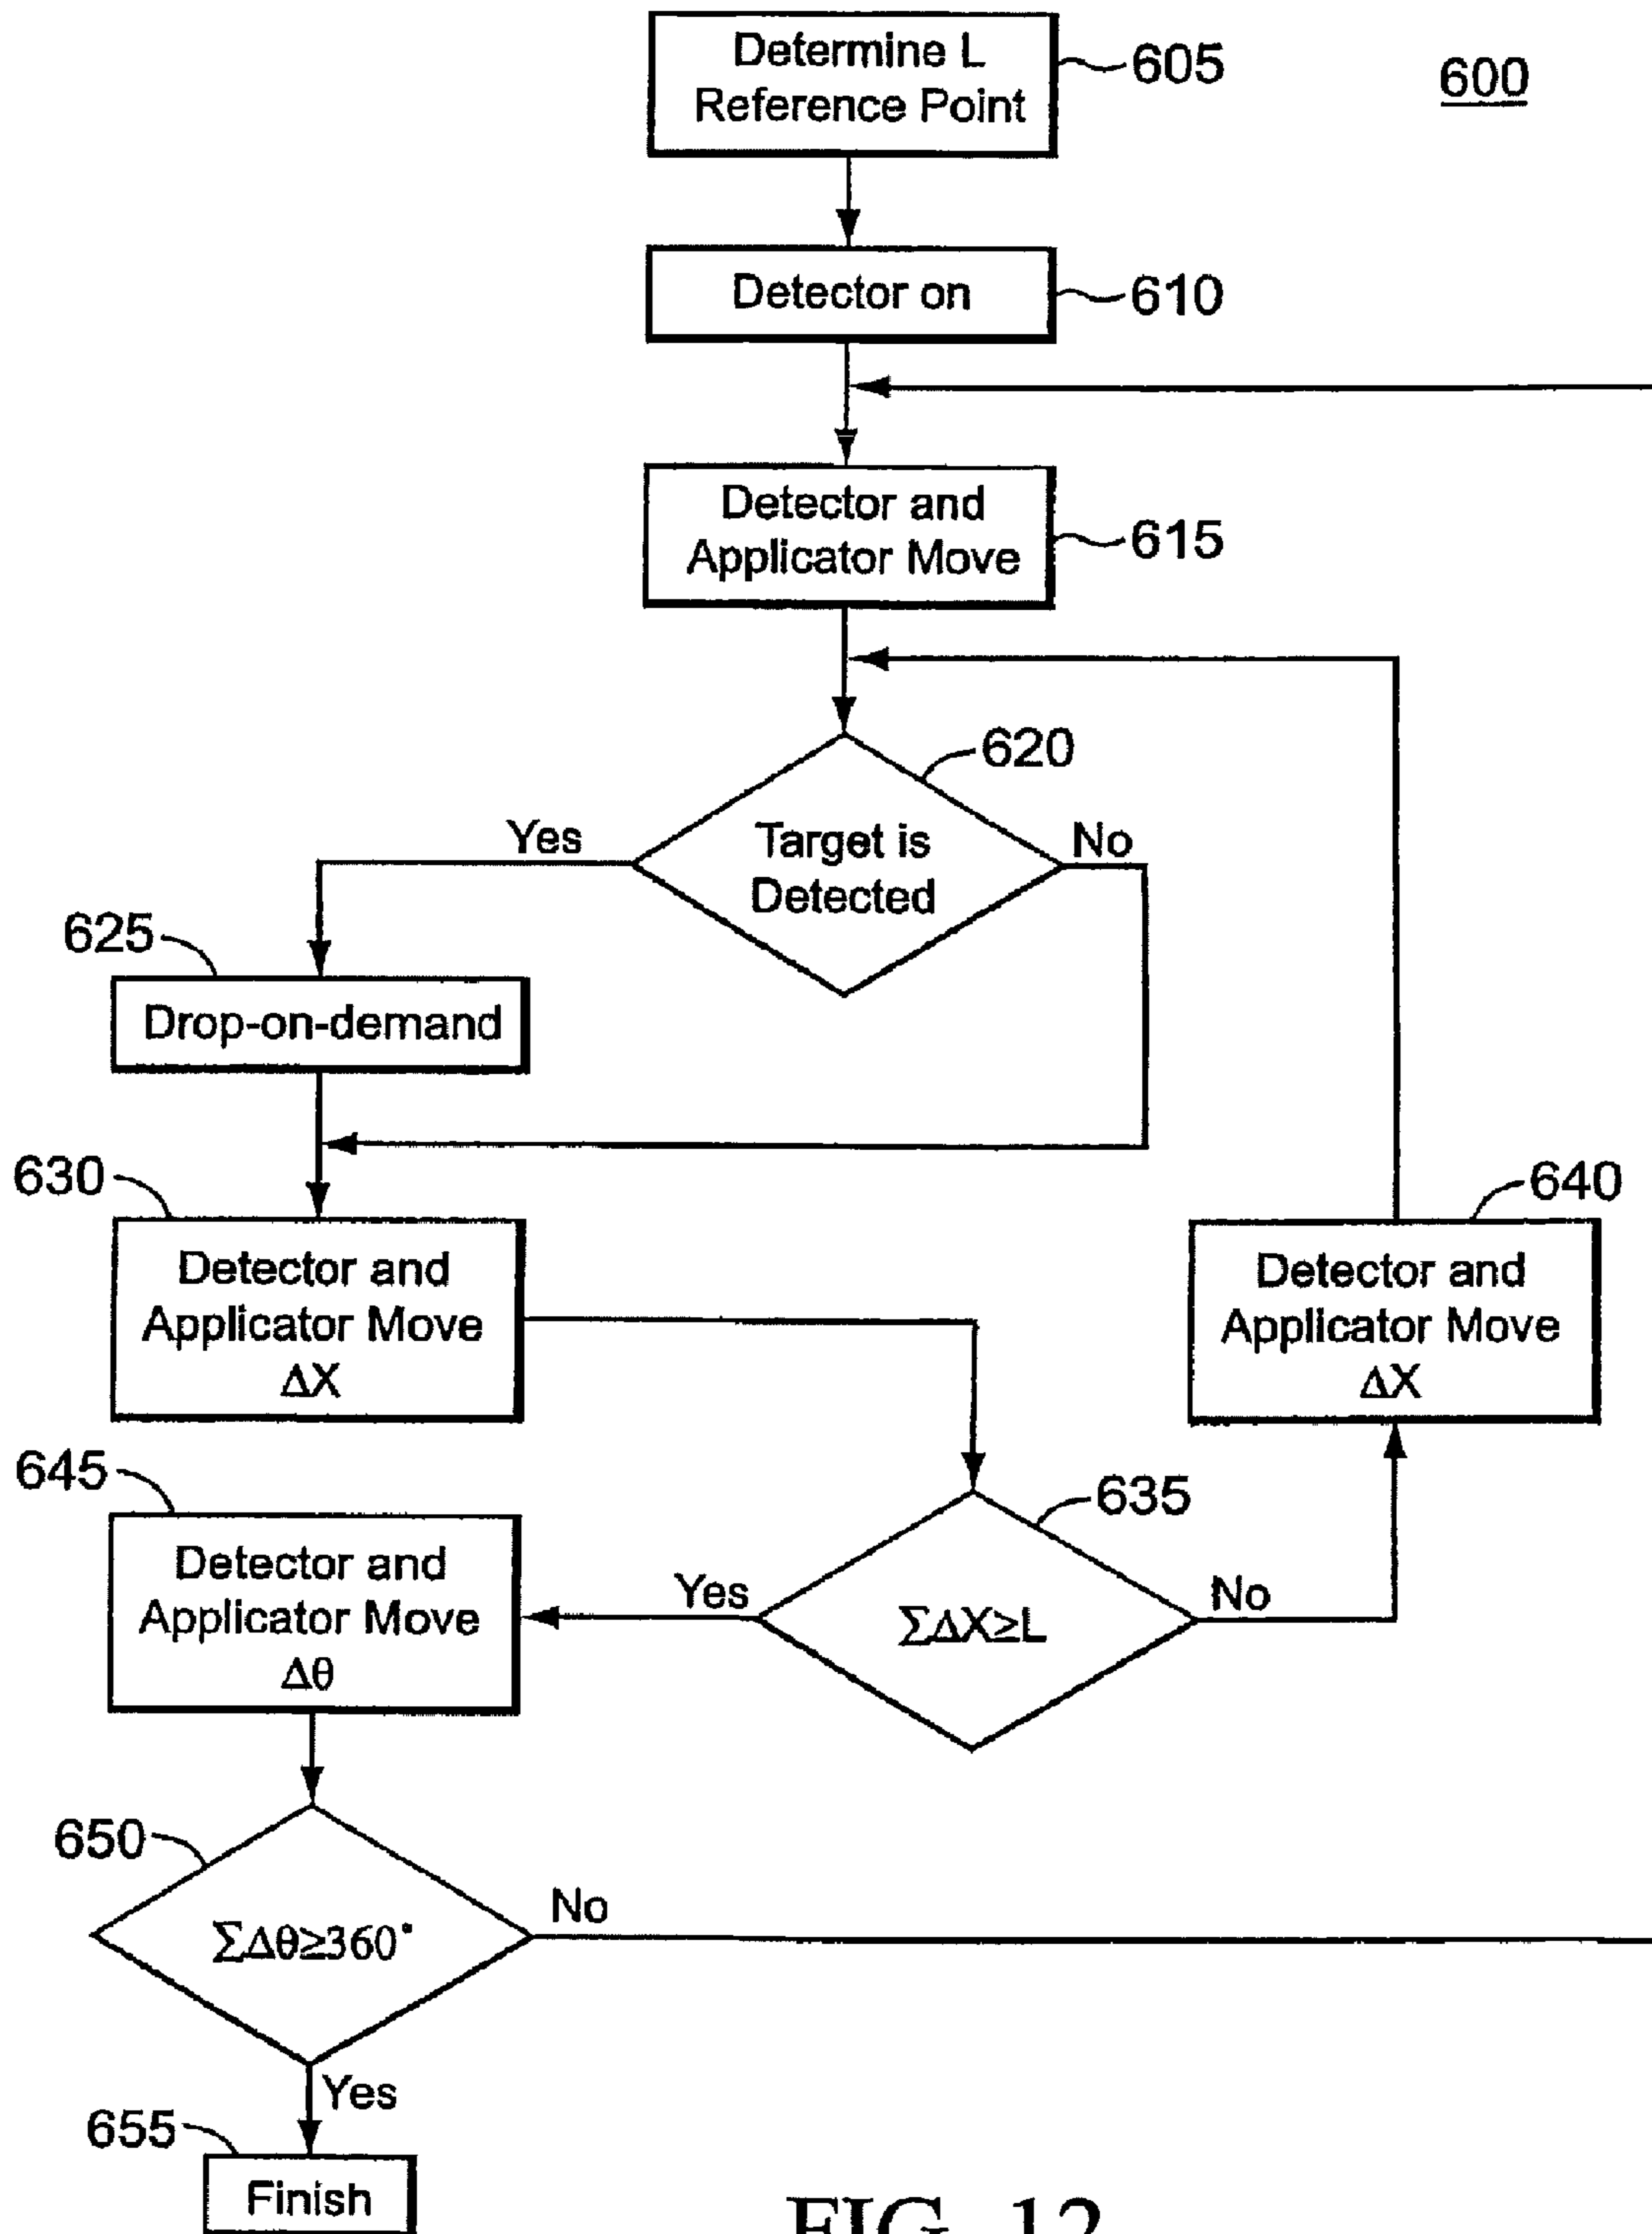 Determine L
Reference Point
605
600
Detector on
610
Detector and
Applicator Move
615
620
Target is
Detected
Yes
No
625
Drop-on-demand
630
Detector and
Applicator Move
ΔX
640
Detector and
Applicator Move
ΔX
635
ΣΔX≥L
Yes
No
645
Detector and
Applicator Move
Δθ
650
ΣΔθ≥360°
No
Yes
655
Finish
FIG. 12